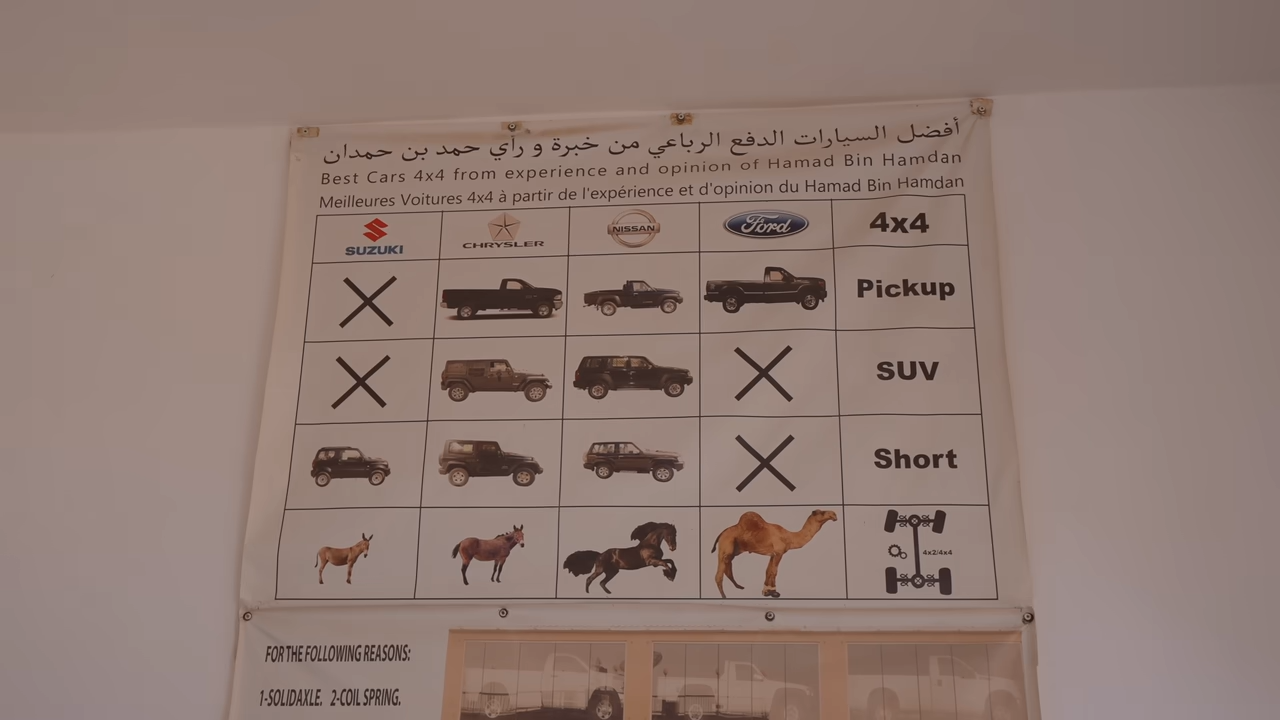 أفضل السيارات الدفع الرباعي من خبرة و رأي حمد بن حمدان
Best Cars 4x4 from experience and opinion of Hamad Bin Hamdan
Meilleures Voitures 4x4 à partir de l'expérience et d'opinion du Hamad Bin Hamdan
SUZUKI CHRYSLER NISSAN Ford 4x4
Pickup
SUV
Short
4x2/4x4
FOR THE FOLLOWING REASONS:
1-SOLIDAXLE. 2-COIL SPRING.